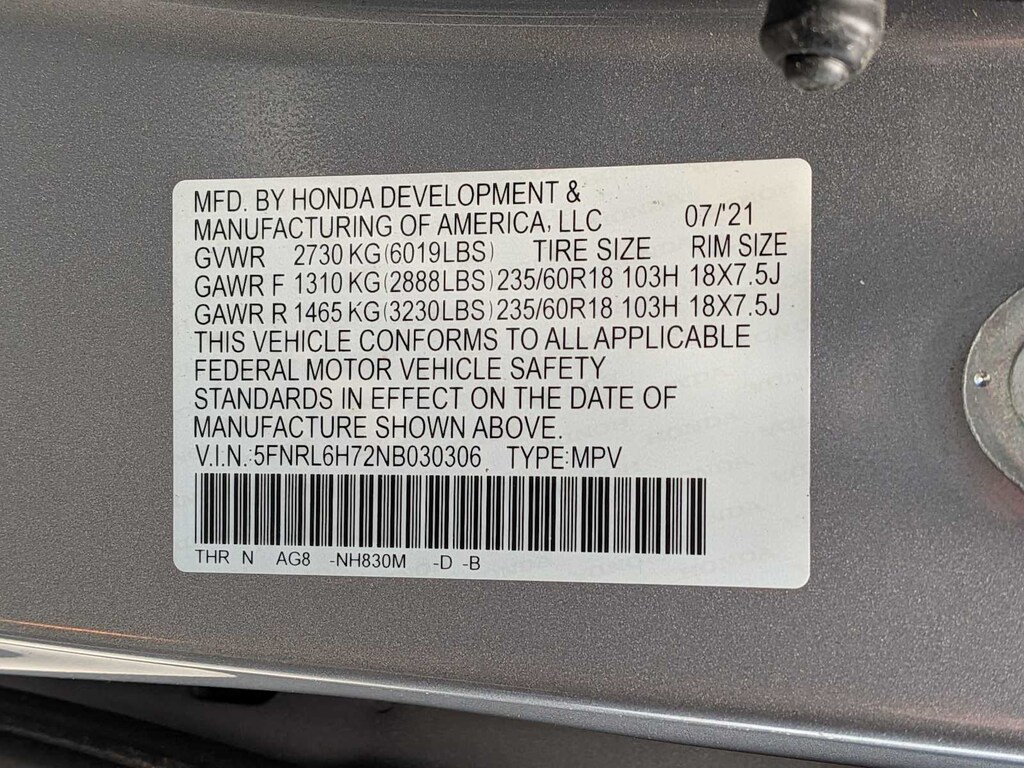 MFD. BY HONDA DEVELOPMENT &
MANUFACTURING OF AMERICA, LLC 07/'21
GVWR 2730 KG(6019LBS) TIRE SIZE RIM SIZE
GAWR F 1310 KG(2888LBS) 235/60R18 103H 18X7.5J
GAWR R 1465 KG(3230LBS) 235/60R18 103H 18X7.5J
THIS VEHICLE CONFORMS TO ALL APPLICABLE
FEDERAL MOTOR VEHICLE SAFETY
STANDARDS IN EFFECT ON THE DATE OF
MANUFACTURE SHOWN ABOVE.
V.I.N.:5FNRL6H72NB030306 TYPE:MPV
THR N AG8 -NH830M -D -B